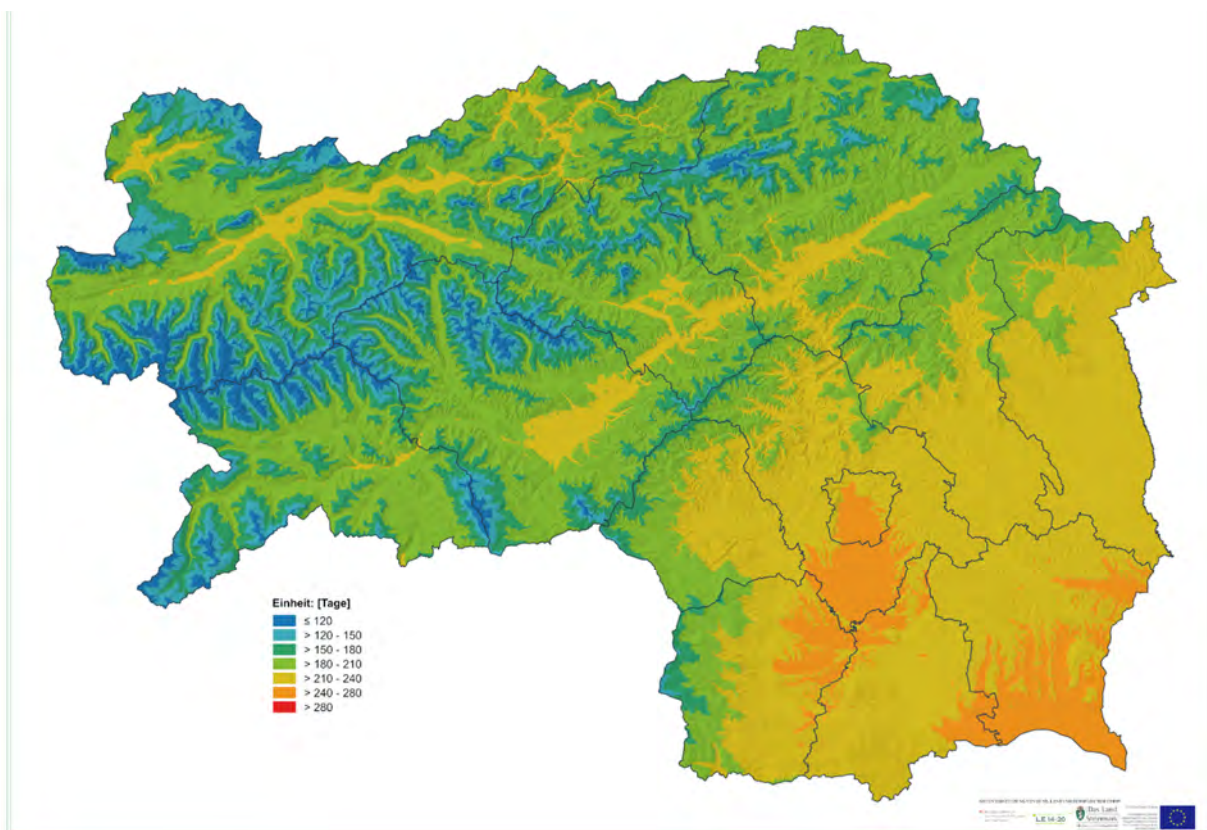 Einheit: [Tage]
≤ 120
> 120 - 150
> 150 - 180
> 180 - 210
> 210 - 240
> 240 - 280
> 280
LE 14-20
Das Land
Steiermark